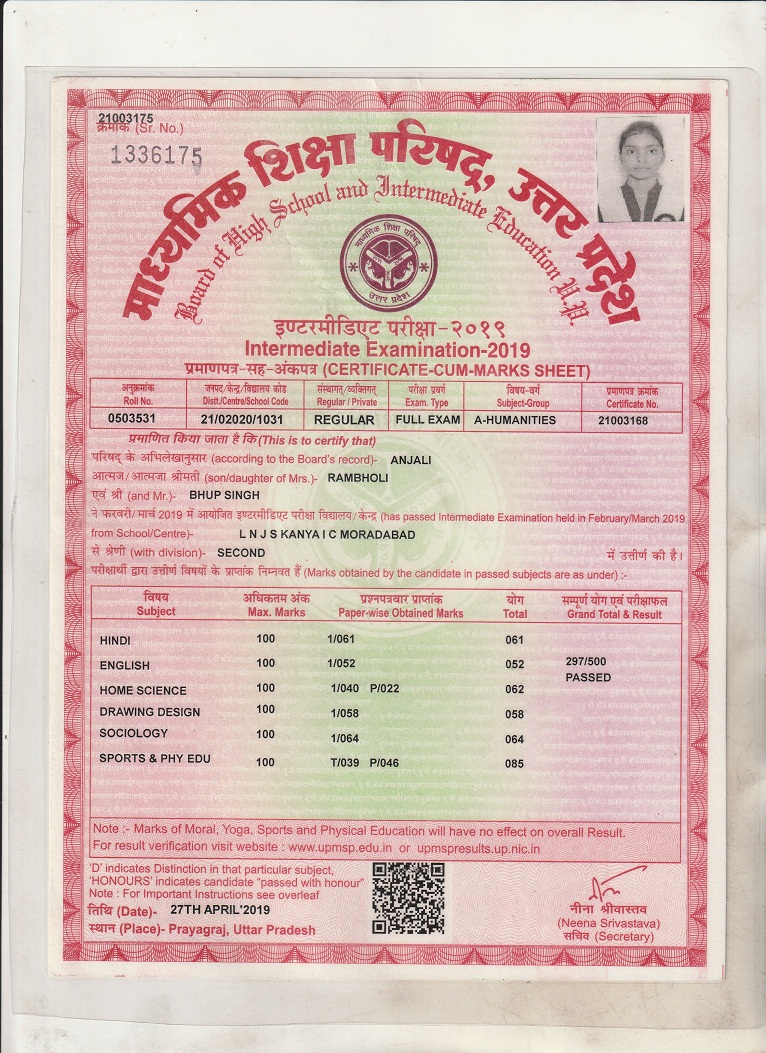 21003175
क्रमांक (Sr. No.)
1336175
माध्यमिक शिक्षा परिषद्, उत्तर प्रदेश
Board of High School and Intermediate Education U.P.
माध्यमिक शिक्षा परिषद्
उत्तर प्रदेश
इण्टरमीडिएट परीक्षा-२०१९
Intermediate Examination-2019
प्रमाणपत्र-सह-अंकपत्र (CERTIFICATE-CUM-MARKS SHEET)
अनुक्रमांक जनपद/केन्द्र/विद्यालय कोड संस्थागत/व्यक्तिगत परीक्षा प्रवर्ग विषय-वर्ग प्रमाणपत्र क्रमांक
Roll No. Distt./Centre/School Code Regular / Private Exam. Type Subject-Group Certificate No.
0503531 21/02020/1031 REGULAR FULL EXAM A-HUMANITIES 21003168
प्रमाणित किया जाता है कि (This is to certify that)
परिषद् के अभिलेखानुसार (according to the Board's record)- ANJALI
आत्मज/आत्मजा श्रीमती (son/daughter of Mrs.)- RAMBHOLI
एवं श्री (and Mr.)- BHUP SINGH
ने फरवरी/मार्च 2019 में आयोजित इण्टरमीडिएट परीक्षा विद्यालय/केन्द्र (has passed Intermediate Examination held in February/March 2019
from School/Centre)- L N J S KANYA I C MORADABAD
से श्रेणी (with division)- SECOND में उत्तीर्ण की है।
परीक्षार्थी द्वारा उत्तीर्ण विषयों के प्राप्तांक निम्नवत हैं (Marks obtained by the candidate in passed subjects are as under) :-
विषय अधिकतम अंक प्रश्नपत्रवार प्राप्तांक योग सम्पूर्ण योग एवं परीक्षाफल
Subject Max. Marks Paper-wise Obtained Marks Total Grand Total & Result
HINDI 100 1/061 061
ENGLISH 100 1/052 052 297/500
PASSED
HOME SCIENCE 100 1/040 P/022 062
DRAWING DESIGN 100 1/058 058
SOCIOLOGY 100 1/064 064
SPORTS & PHY EDU 100 T/039 P/046 085
Note :- Marks of Moral, Yoga, Sports and Physical Education will have no effect on overall Result.
For result verification visit website : www.upmsp.edu.in or upmspresults.up.nic.in
'D' indicates Distinction in that particular subject,
'HONOURS' indicates candidate "passed with honour"
Note : For Important Instructions see overleaf
तिथि (Date)- 27TH APRIL'2019
स्थान (Place)- Prayagraj, Uttar Pradesh
नीना श्रीवास्तव
(Neena Srivastava)
सचिव (Secretary)